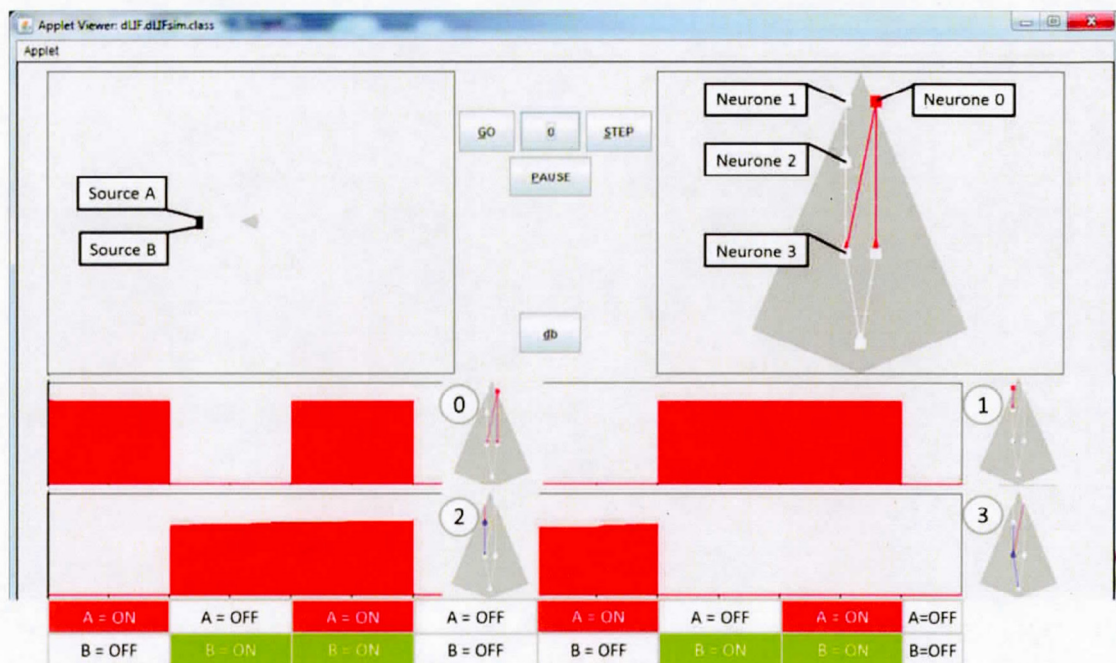 Applet Viewer: dLIF.dLIFsim.class
Applet
Source A
Source B
GO 0 STEP
PAUSE
db
Neurone 1 Neurone 0
Neurone 2
Neurone 3
0 1
2 3
A = ON A = OFF A = ON A = OFF A = ON A = OFF A = ON A=OFF
B = OFF B = ON B = ON B = OFF B = OFF B = ON B = ON B=OFF